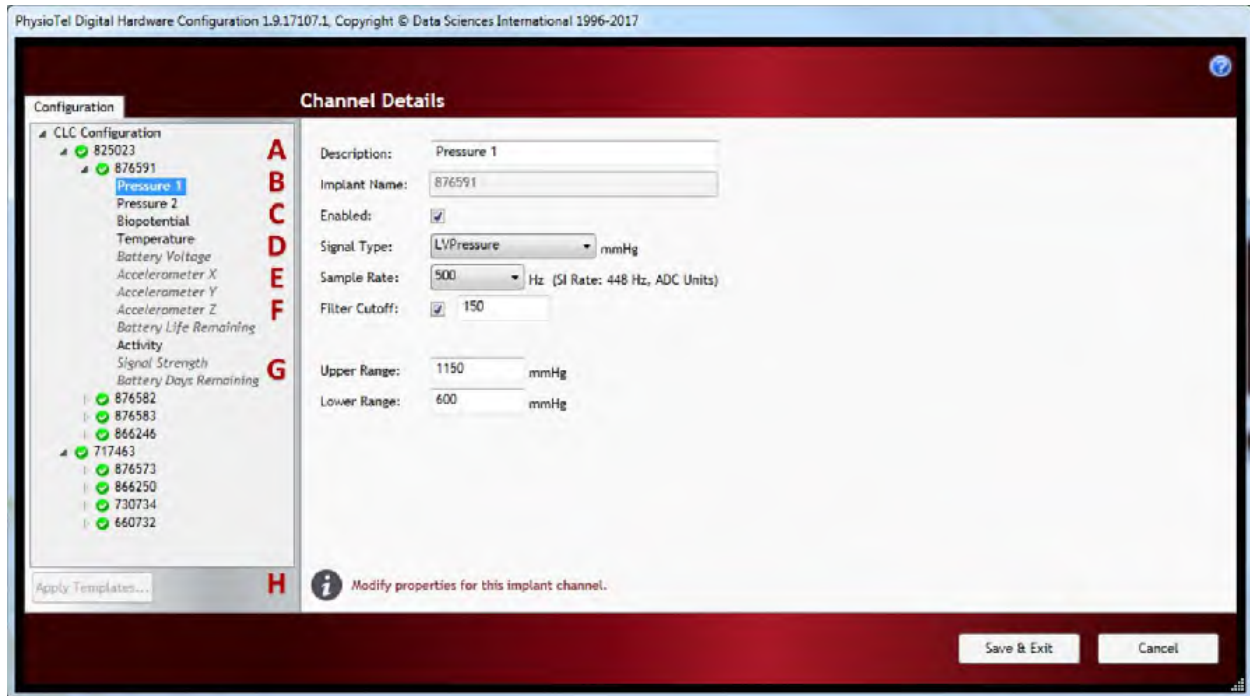 PhysioTel Digital Hardware Configuration 1.9.17107.1, Copyright © Data Sciences International 1996-2017
Configuration
Channel Details
CLC Configuration
825023
876591
Pressure 1
Pressure 2
Biopotential
Temperature
Battery Voltage
Accelerometer X
Accelerometer Y
Accelerometer Z
Battery Life Remaining
Activity
Signal Strength
Battery Days Remaining
876582
876583
866246
717463
876573
866250
730734
660732
Apply Templates...
A Description: Pressure 1
B Implant Name: 876591
C Enabled:
D Signal Type: LVPressure mmHg
E Sample Rate: 500 Hz (SI Rate: 448 Hz, ADC Units)
F Filter Cutoff: 150
G Upper Range: 1150 mmHg
Lower Range: 600 mmHg
H i Modify properties for this implant channel.
Save & Exit Cancel